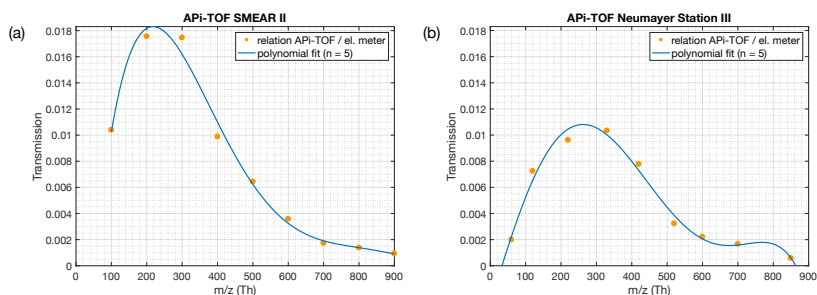 (a)
APi-TOF SMEAR II
relation APi-TOF / el. meter
polynomial fit (n = 5)
Transmission
0.018
0.016
0.014
0.012
0.01
0.008
0.006
0.004
0.002
0
0 100 200 300 400 500 600 700 800 900
m/z (Th)
(b)
APi-TOF Neumayer Station III
relation APi-TOF / el. meter
polynomial fit (n = 5)
Transmission
0.018
0.016
0.014
0.012
0.01
0.008
0.006
0.004
0.002
0
0 100 200 300 400 500 600 700 800 900
m/z (Th)